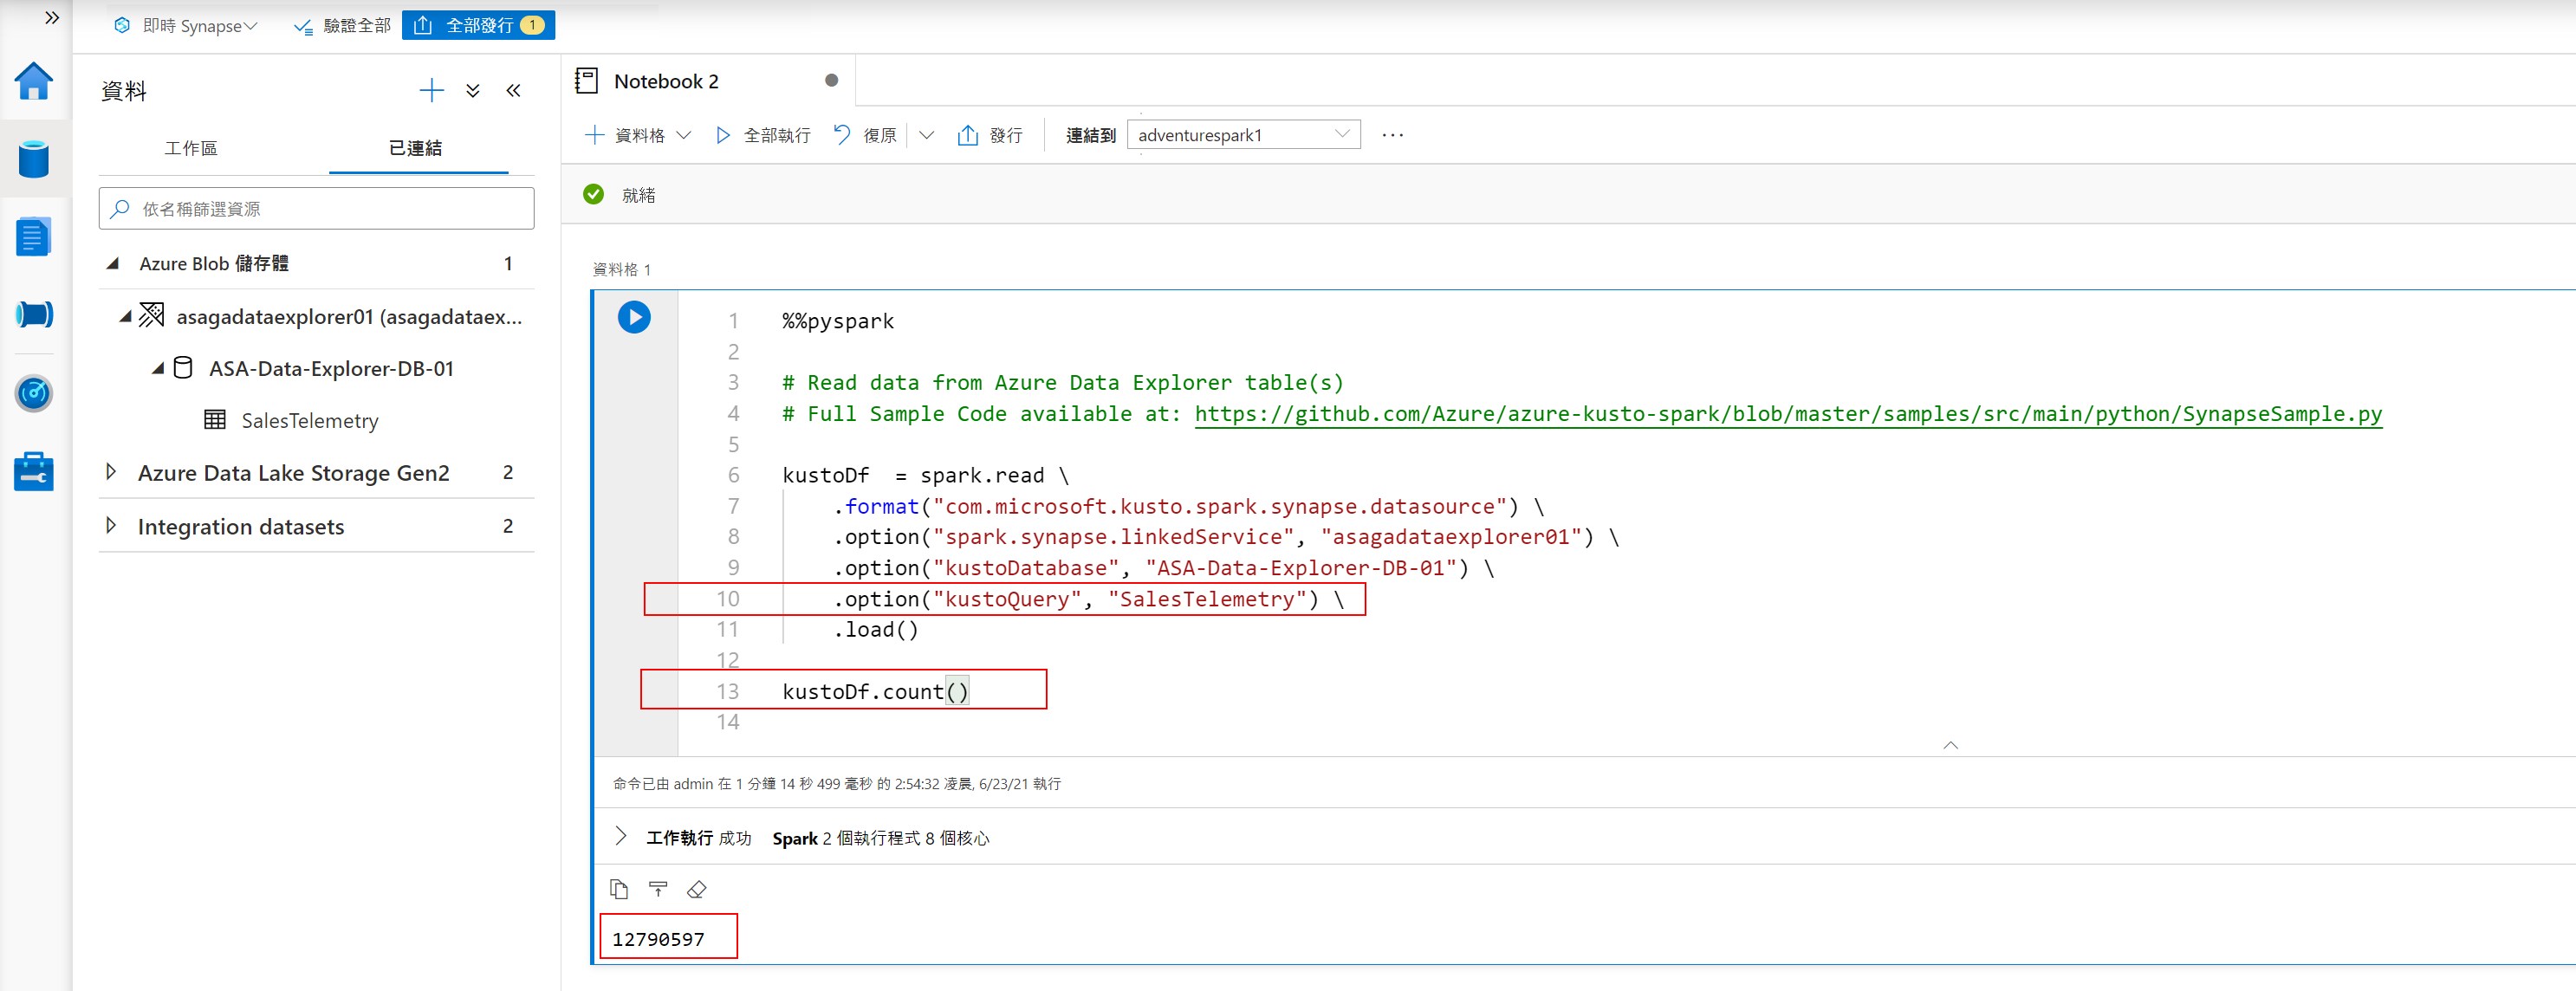 即時 Synapse 驗證全部 全部發行 1
資料
工作區 已連結
依名稱篩選資源
Azure Blob 儲存體 1
asagadataexplorer01 (asagadataex...
ASA-Data-Explorer-DB-01
SalesTelemetry
Azure Data Lake Storage Gen2 2
Integration datasets 2
Notebook 2
資料格 全部執行 復原 發行 連結到 adventurespark1 ...
就緒
資料格 1
1 %%pyspark
2
3 # Read data from Azure Data Explorer table(s)
4 # Full Sample Code available at: https://github.com/Azure/azure-kusto-spark/blob/master/samples/src/main/python/SynapseSample.py
5
6 kustoDf  = spark.read \
7 .format("com.microsoft.kusto.spark.synapse.datasource") \
8 .option("spark.synapse.linkedService", "asagadataexplorer01") \
9 .option("kustoDatabase", "ASA-Data-Explorer-DB-01") \
10 .option("kustoQuery", "SalesTelemetry") \
11 .load()
12
13 kustoDf.count()
14
命令已由 admin 在 1 分鐘 14 秒 499 毫秒 的 2:54:32 凌晨, 6/23/21 執行
工作執行 成功 Spark 2 個執行程式 8 個核心
12790597